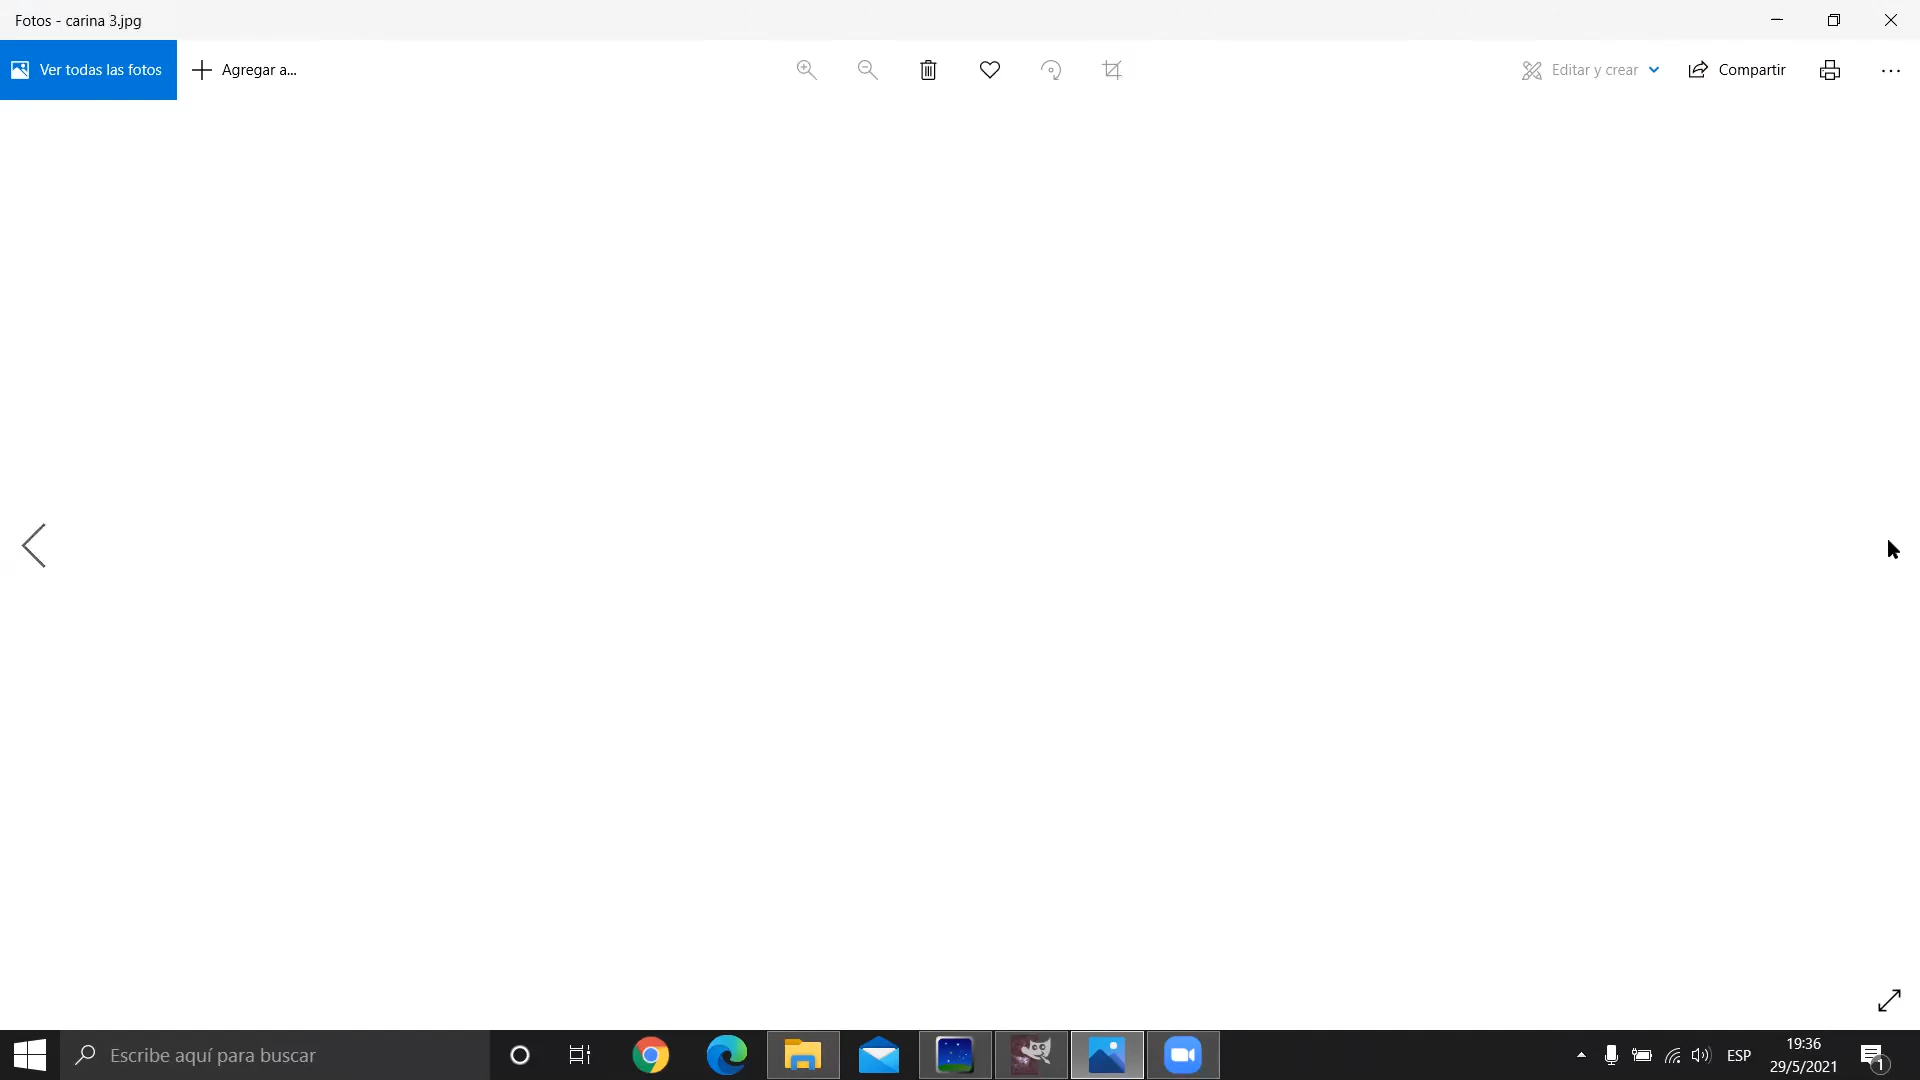 Fotos - carina 3.jpg
Ver todas las fotos
Agregar a...
Editar y crear
Compartir
Escribe aquí para buscar
ESP
19:36
29/5/2021
1